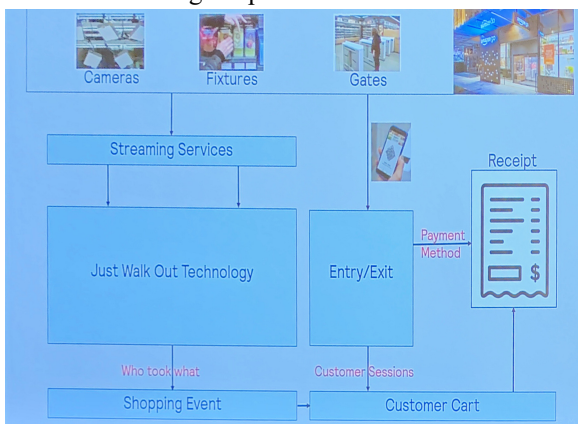 Cameras
Fixtures
Gates
Streaming Services
Receipt
Just Walk Out Technology
Entry/Exit
Payment
Method
$
Who took what
Customer Sessions
Shopping Event
Customer Cart